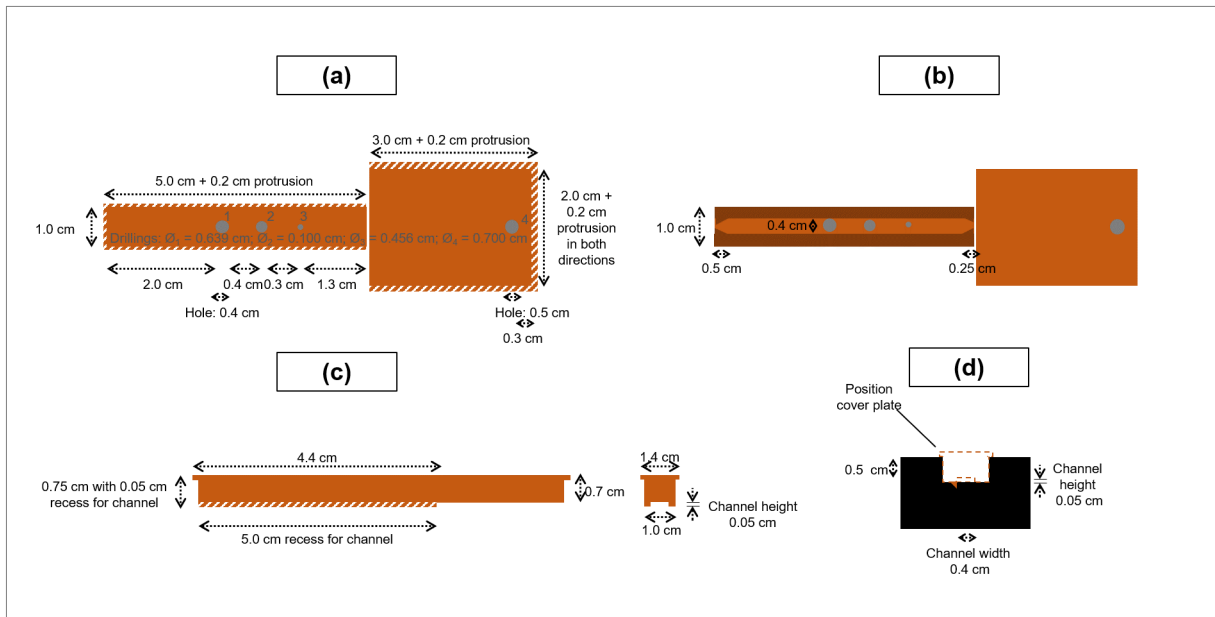 (a)
3.0 cm + 0.2 cm protrusion
5.0 cm + 0.2 cm protrusion
1.0 cm
1
2
3
4
Drillings: Ø₁ = 0.639 cm; Ø₂ = 0.100 cm; Ø₃ = 0.456 cm; Ø₄ = 0.700 cm
2.0 cm +
0.2 cm
protrusion
in both
directions
2.0 cm
0.4 cm
0.3 cm
1.3 cm
Hole: 0.4 cm
Hole: 0.5 cm
0.3 cm
(b)
1.0 cm
0.4 cm
0.5 cm
0.25 cm
(c)
4.4 cm
0.75 cm with 0.05 cm
recess for channel
0.7 cm
5.0 cm recess for channel
1.4 cm
Channel height
0.05 cm
1.0 cm
(d)
Position
cover plate
0.5 cm
Channel
height
0.05 cm
Channel width
0.4 cm